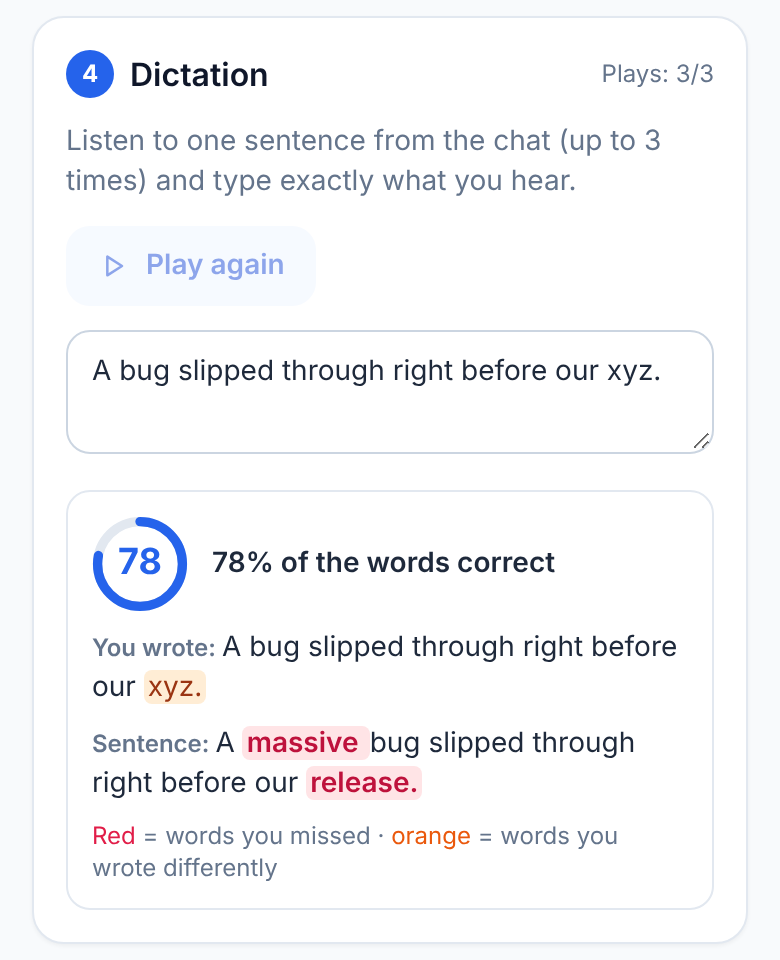 4 Dictation Plays: 3/3
Listen to one sentence from the chat (up to 3
times) and type exactly what you hear.
Play again
A bug slipped through right before our xyz.
78 78% of the words correct
You wrote: A bug slipped through right before
our xyz.
Sentence: A massive bug slipped through
right before our release.
Red = words you missed · orange = words you
wrote differently